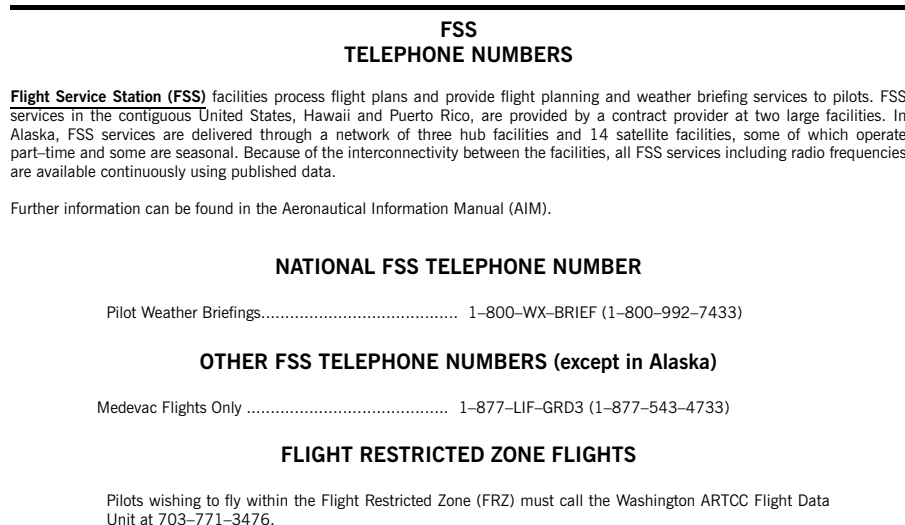 FSS
TELEPHONE NUMBERS
Flight Service Station (FSS) facilities process flight plans and provide flight planning and weather briefing services to pilots. FSS
services in the contiguous United States, Hawaii and Puerto Rico, are provided by a contract provider at two large facilities. In
Alaska, FSS services are delivered through a network of three hub facilities and 14 satellite facilities, some of which operate
part–time and some are seasonal. Because of the interconnectivity between the facilities, all FSS services including radio frequencies
are available continuously using published data.
Further information can be found in the Aeronautical Information Manual (AIM).
NATIONAL FSS TELEPHONE NUMBER
Pilot Weather Briefings......................................... 1–800–WX–BRIEF (1–800–992–7433)
OTHER FSS TELEPHONE NUMBERS (except in Alaska)
Medevac Flights Only .......................................... 1–877–LIF–GRD3 (1–877–543–4733)
FLIGHT RESTRICTED ZONE FLIGHTS
Pilots wishing to fly within the Flight Restricted Zone (FRZ) must call the Washington ARTCC Flight Data
Unit at 703–771–3476.